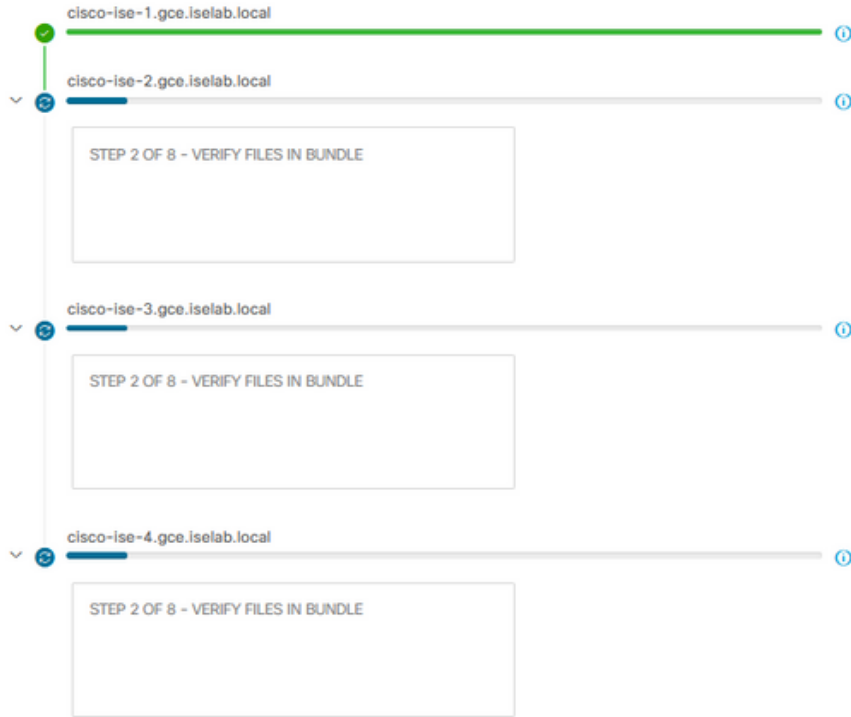 cisco-ise-1.gce.iselab.local
cisco-ise-2.gce.iselab.local
STEP 2 OF 8 - VERIFY FILES IN BUNDLE
cisco-ise-3.gce.iselab.local
STEP 2 OF 8 - VERIFY FILES IN BUNDLE
cisco-ise-4.gce.iselab.local
STEP 2 OF 8 - VERIFY FILES IN BUNDLE